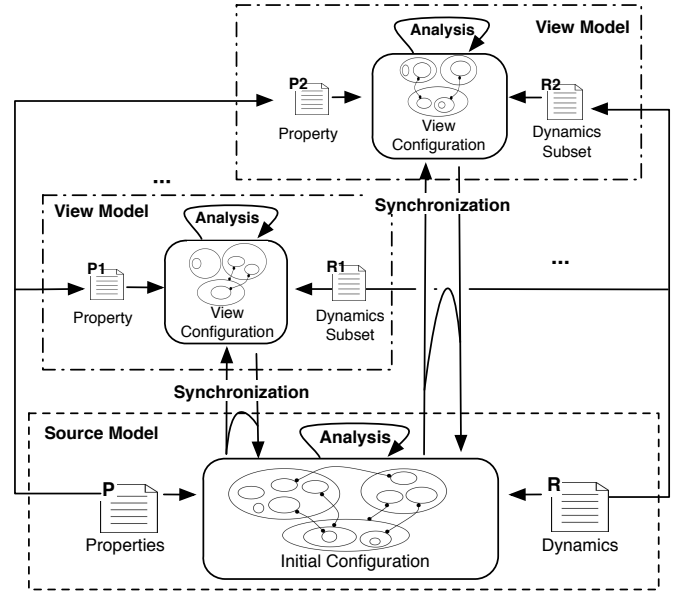 Analysis
View Model
P2
R2
Property
View
Configuration
Dynamics
Subset
...
Synchronization
View Model
Analysis
...
P1
R1
Property
View
Configuration
Dynamics
Subset
Synchronization
Source Model
Analysis
P
R
Properties
Initial Configuration
Dynamics